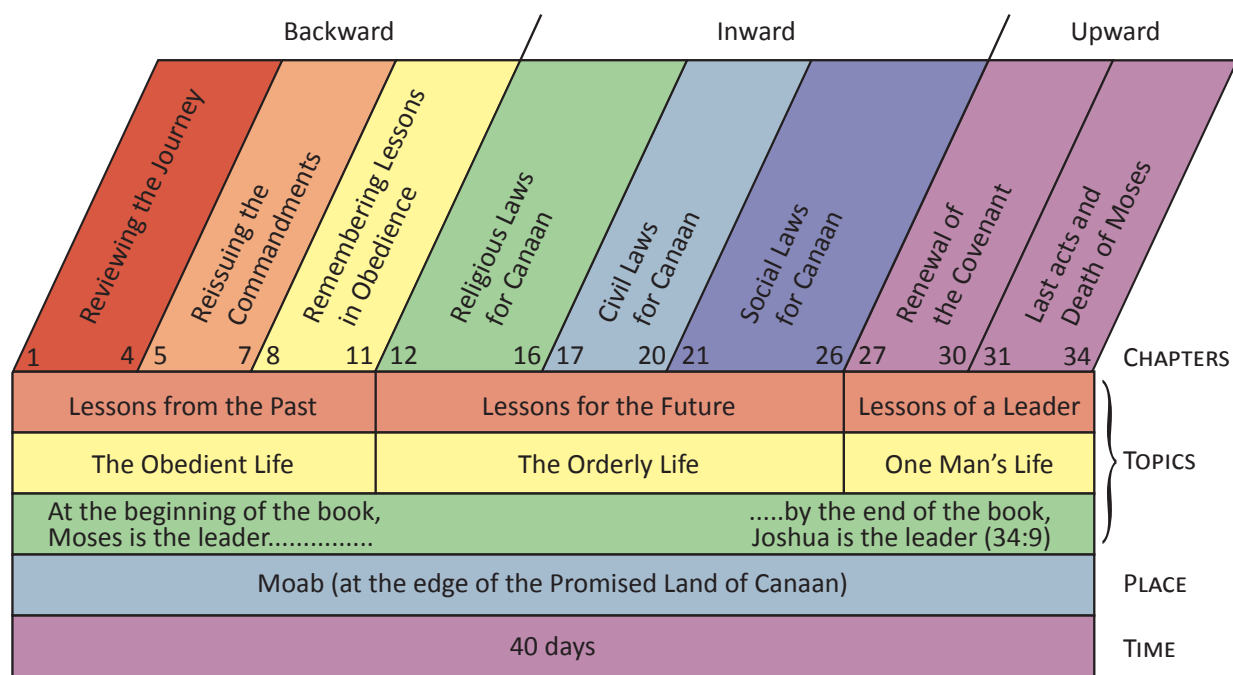 Backward
Inward
Upward
Reviewing the Journey
Reissuing the
Commandments
Remembering Lessons
in Obedience
Religious Laws
for Canaan
Civil Laws
for Canaan
Social Laws
for Canaan
Renewal of
the Covenant
Last acts and
Death of Moses
1 4 5 7 8 11 12 16 17 20 21 26 27 30 31 34 Chapters
Lessons from the Past
Lessons for the Future
Lessons of a Leader
The Obedient Life
The Orderly Life
One Man’s Life
Topics
At the beginning of the book,
Moses is the leader...............
.....by the end of the book,
Joshua is the leader (34:9)
Moab (at the edge of the Promised Land of Canaan)
Place
40 days
Time